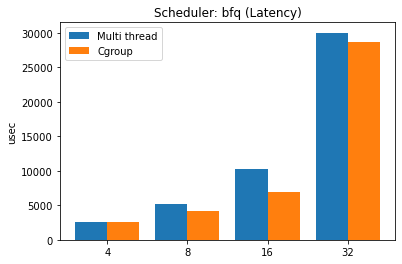 Scheduler: bfq (Latency)
Multi thread
Cgroup
usec
30000
25000
20000
15000
10000
5000
0
4 8 16 32